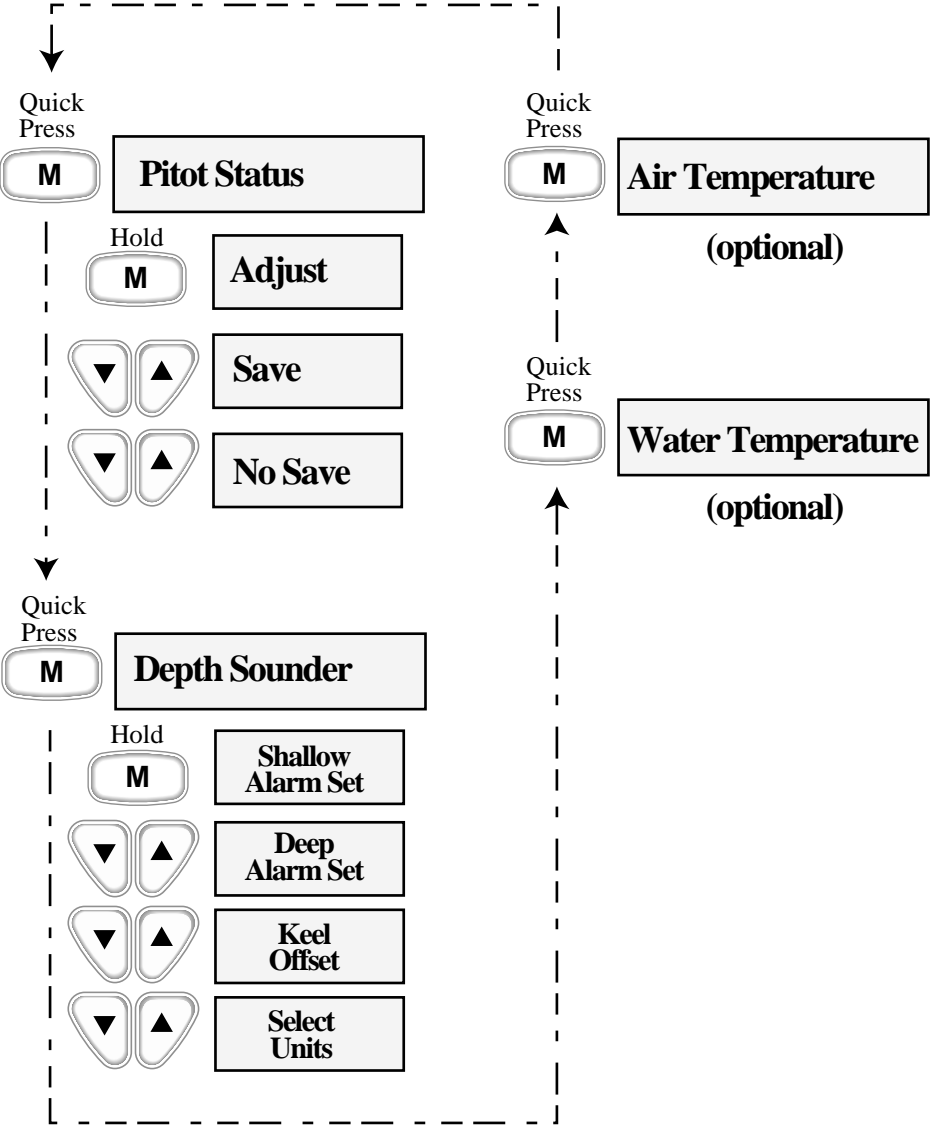 Quick
Press
M
Pitot Status
Hold
M
Adjust
Save
No Save
Quick
Press
M
Depth Sounder
Hold
M
Shallow
Alarm Set
Deep
Alarm Set
Keel
Offset
Select
Units
Quick
Press
M
Air Temperature
(optional)
Quick
Press
M
Water Temperature
(optional)